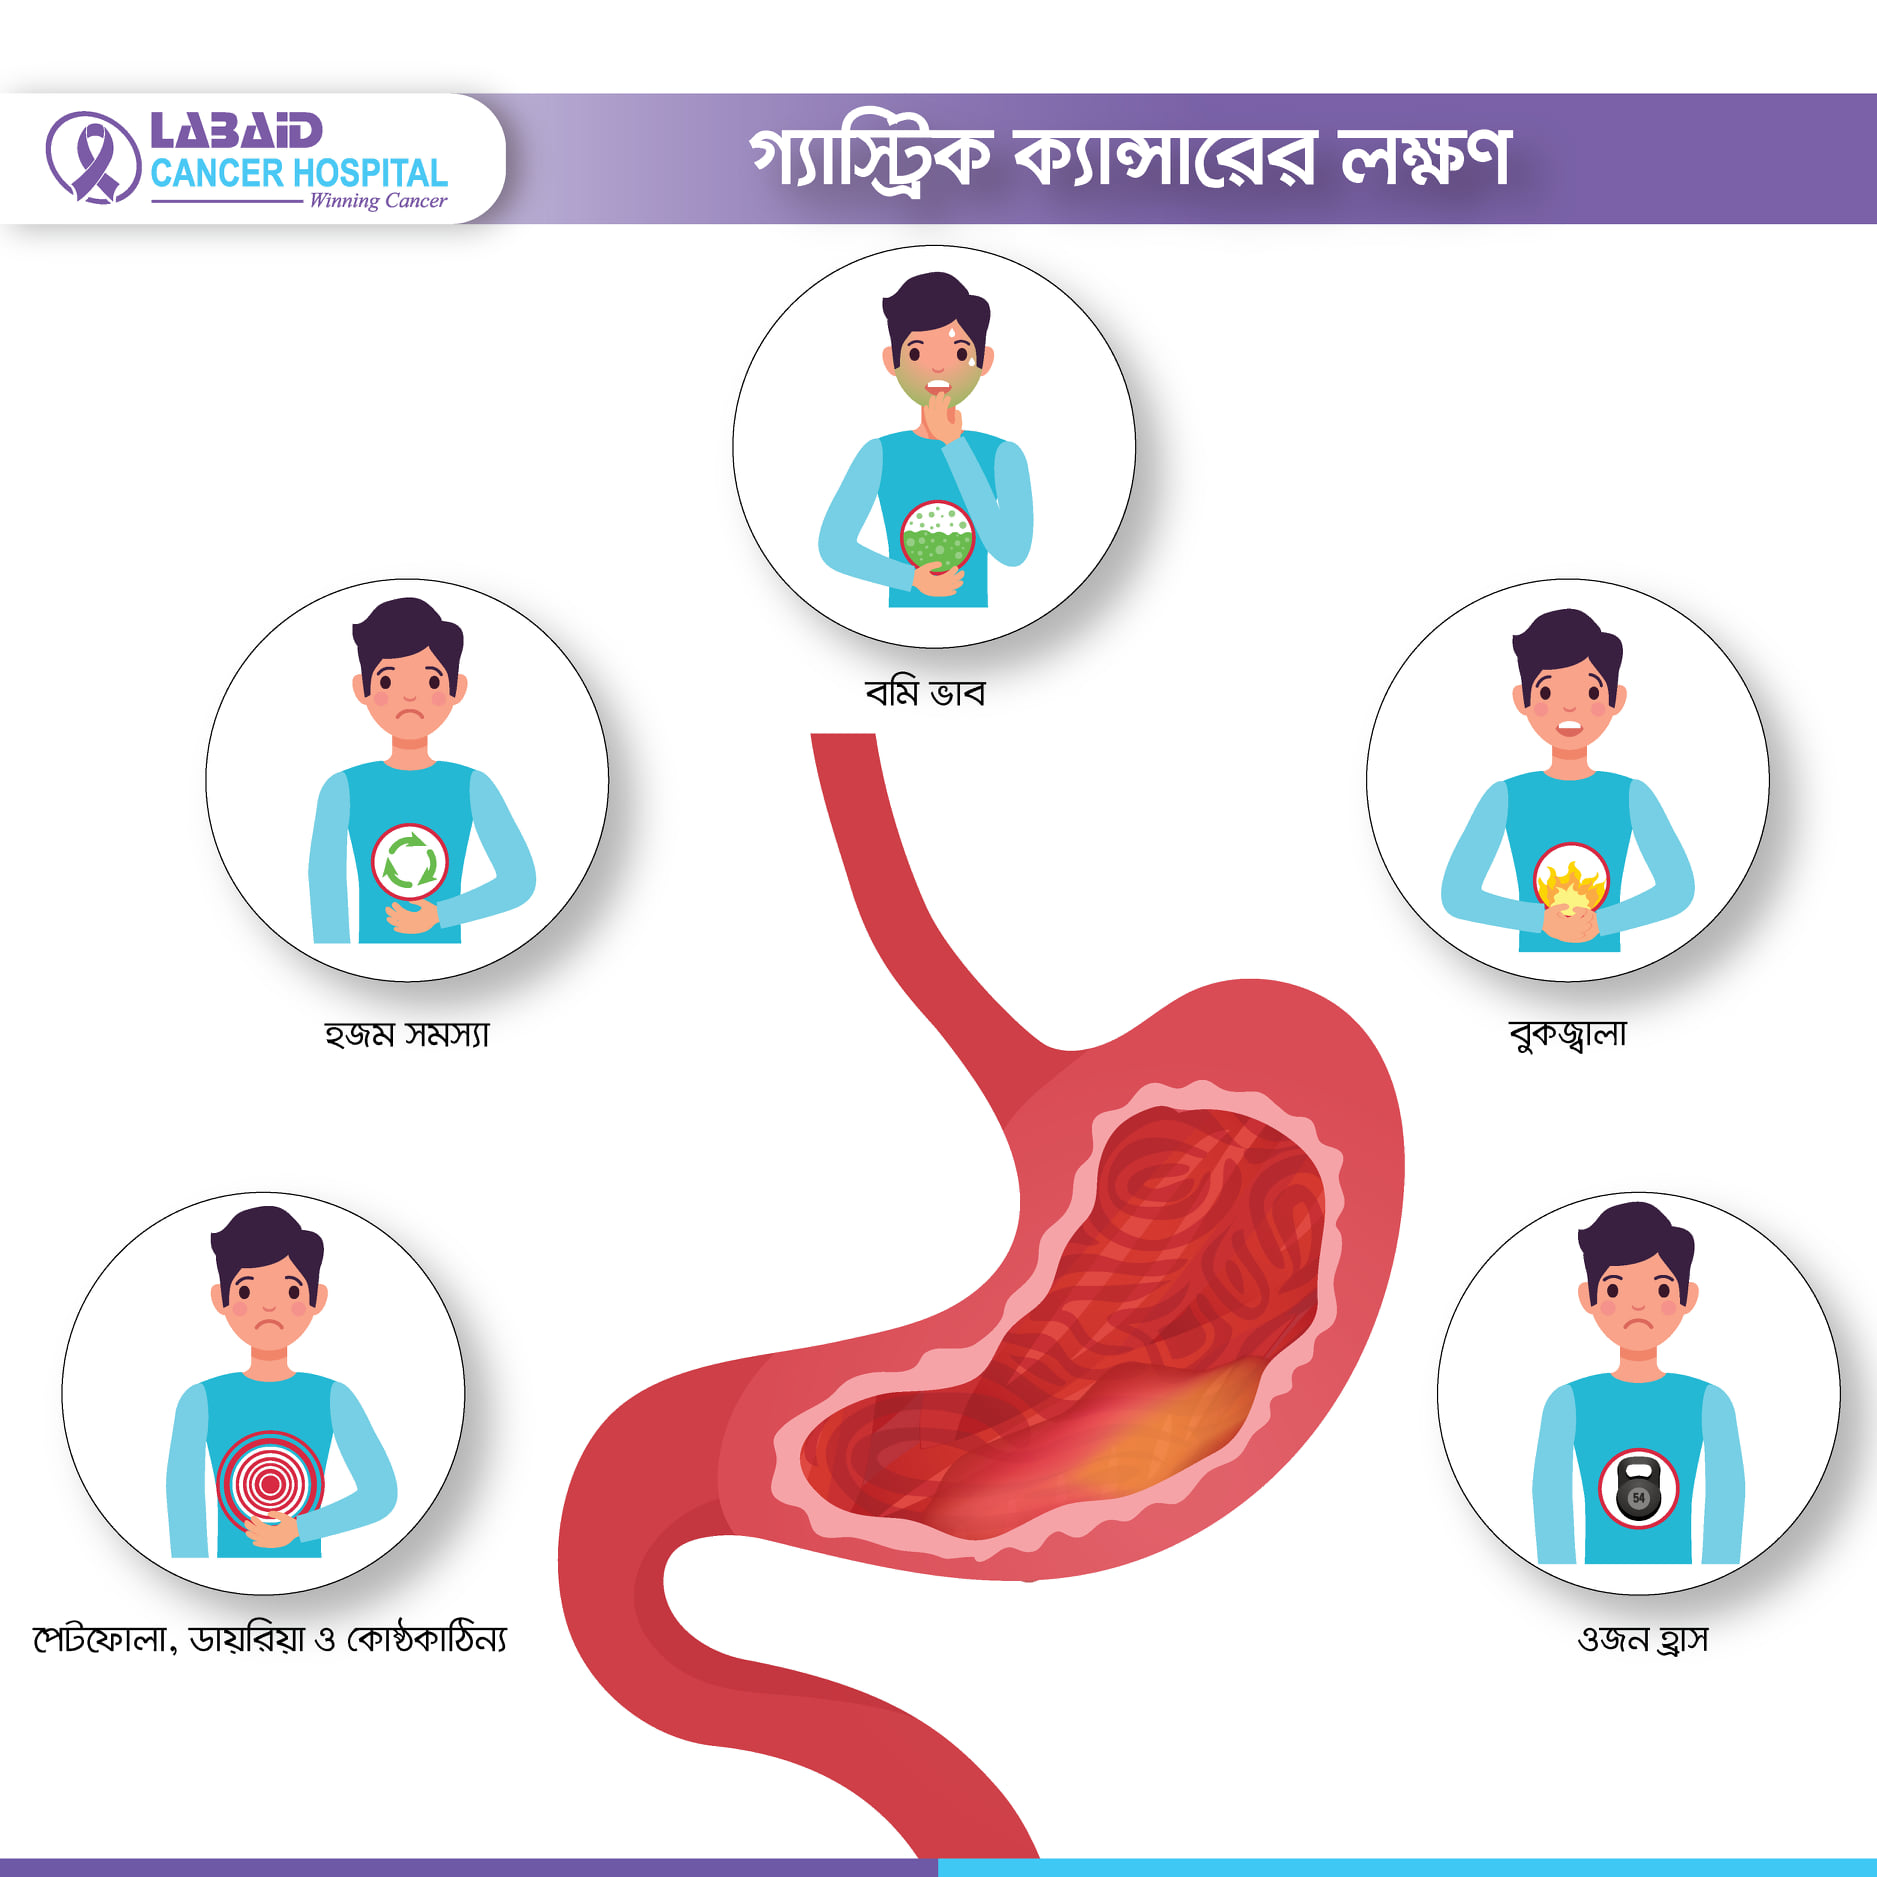 LABAID
CANCER HOSPITAL
Winning Cancer
গ্যাস্ট্রিক ক্যান্সারের লক্ষণ
বমি ভাব
হজম সমস্যা
বুকজ্বালা
পেটফোলা, ডায়রিয়া ও কোষ্ঠকাঠিন্য
54
ওজন হ্রাস